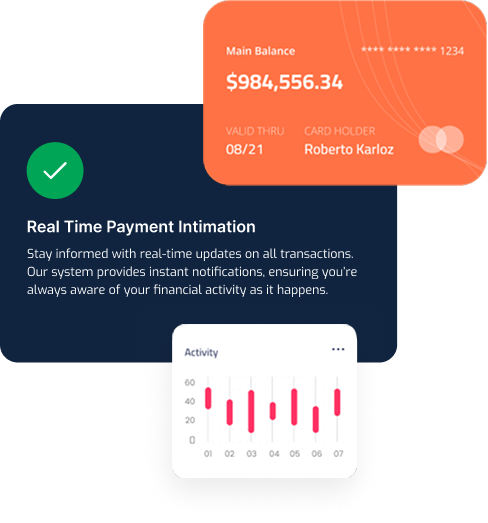 Main Balance
**** **** **** 1234
$984,556.34
VALID THRU
CARD HOLDER
08/21
Roberto Karloz
Real Time Payment Intimation
Stay informed with real-time updates on all transactions.
Our system provides instant notifications, ensuring you're
always aware of your financial activity as it happens.
Activity
60
40
20
0
01 02 03 04 05 06 07